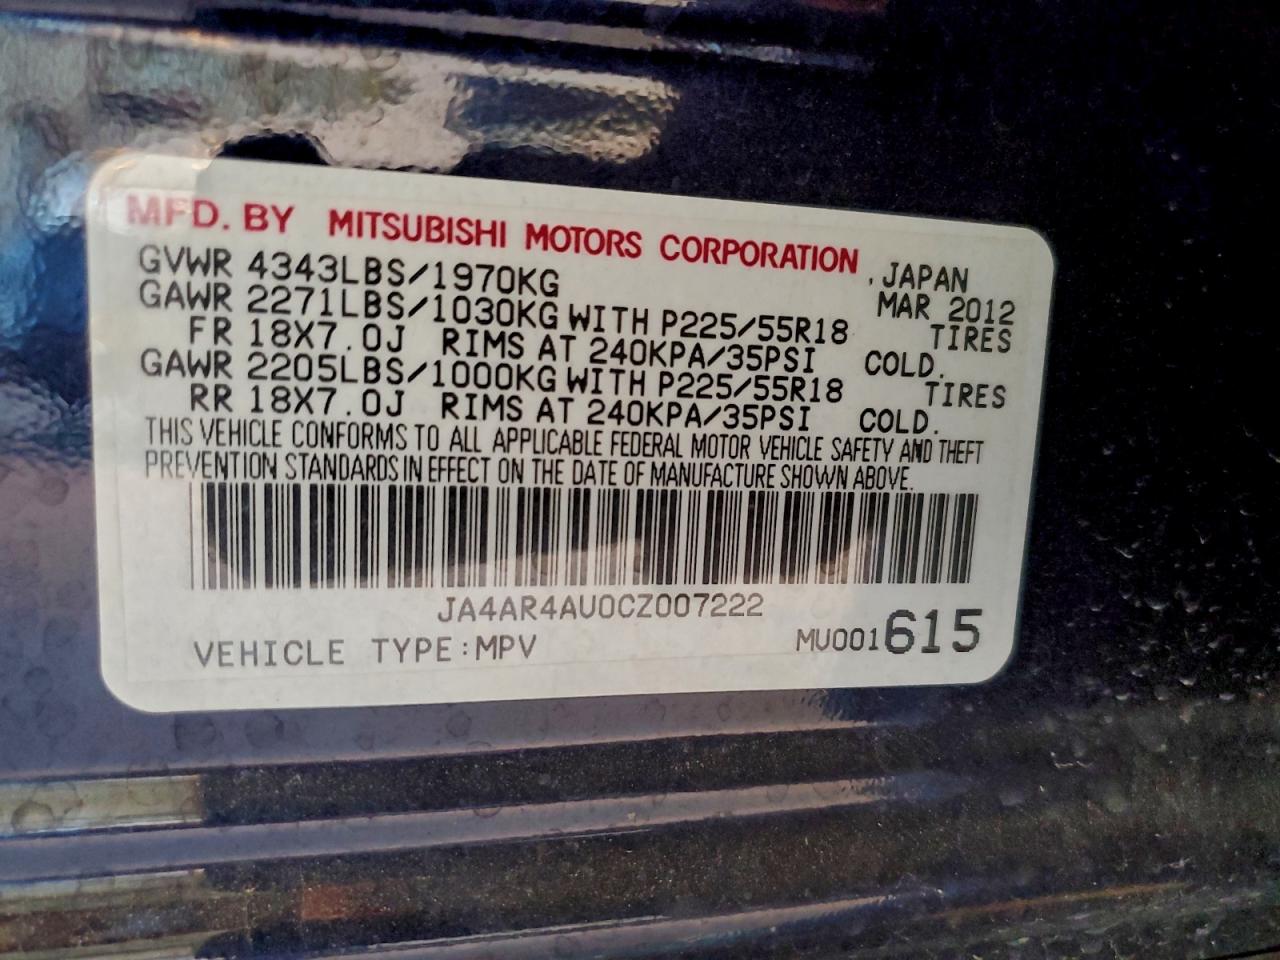 MFD. BY MITSUBISHI MOTORS CORPORATION , JAPAN
GVWR 4343LBS/1970KG MAR 2012
GAWR 2271LBS/1030KG WITH P225/55R18 TIRES
FR 18X7.0J RIMS AT 240KPA/35PSI COLD.
GAWR 2205LBS/1000KG WITH P225/55R18 TIRES
RR 18X7.0J RIMS AT 240KPA/35PSI COLD.
THIS VEHICLE CONFORMS TO ALL APPLICABLE FEDERAL MOTOR VEHICLE SAFETY AND THEFT
PREVENTION STANDARDS IN EFFECT ON THE DATE OF MANUFACTURE SHOWN ABOVE.
JA4AR4AU0CZ007222
VEHICLE TYPE:MPV MU001615